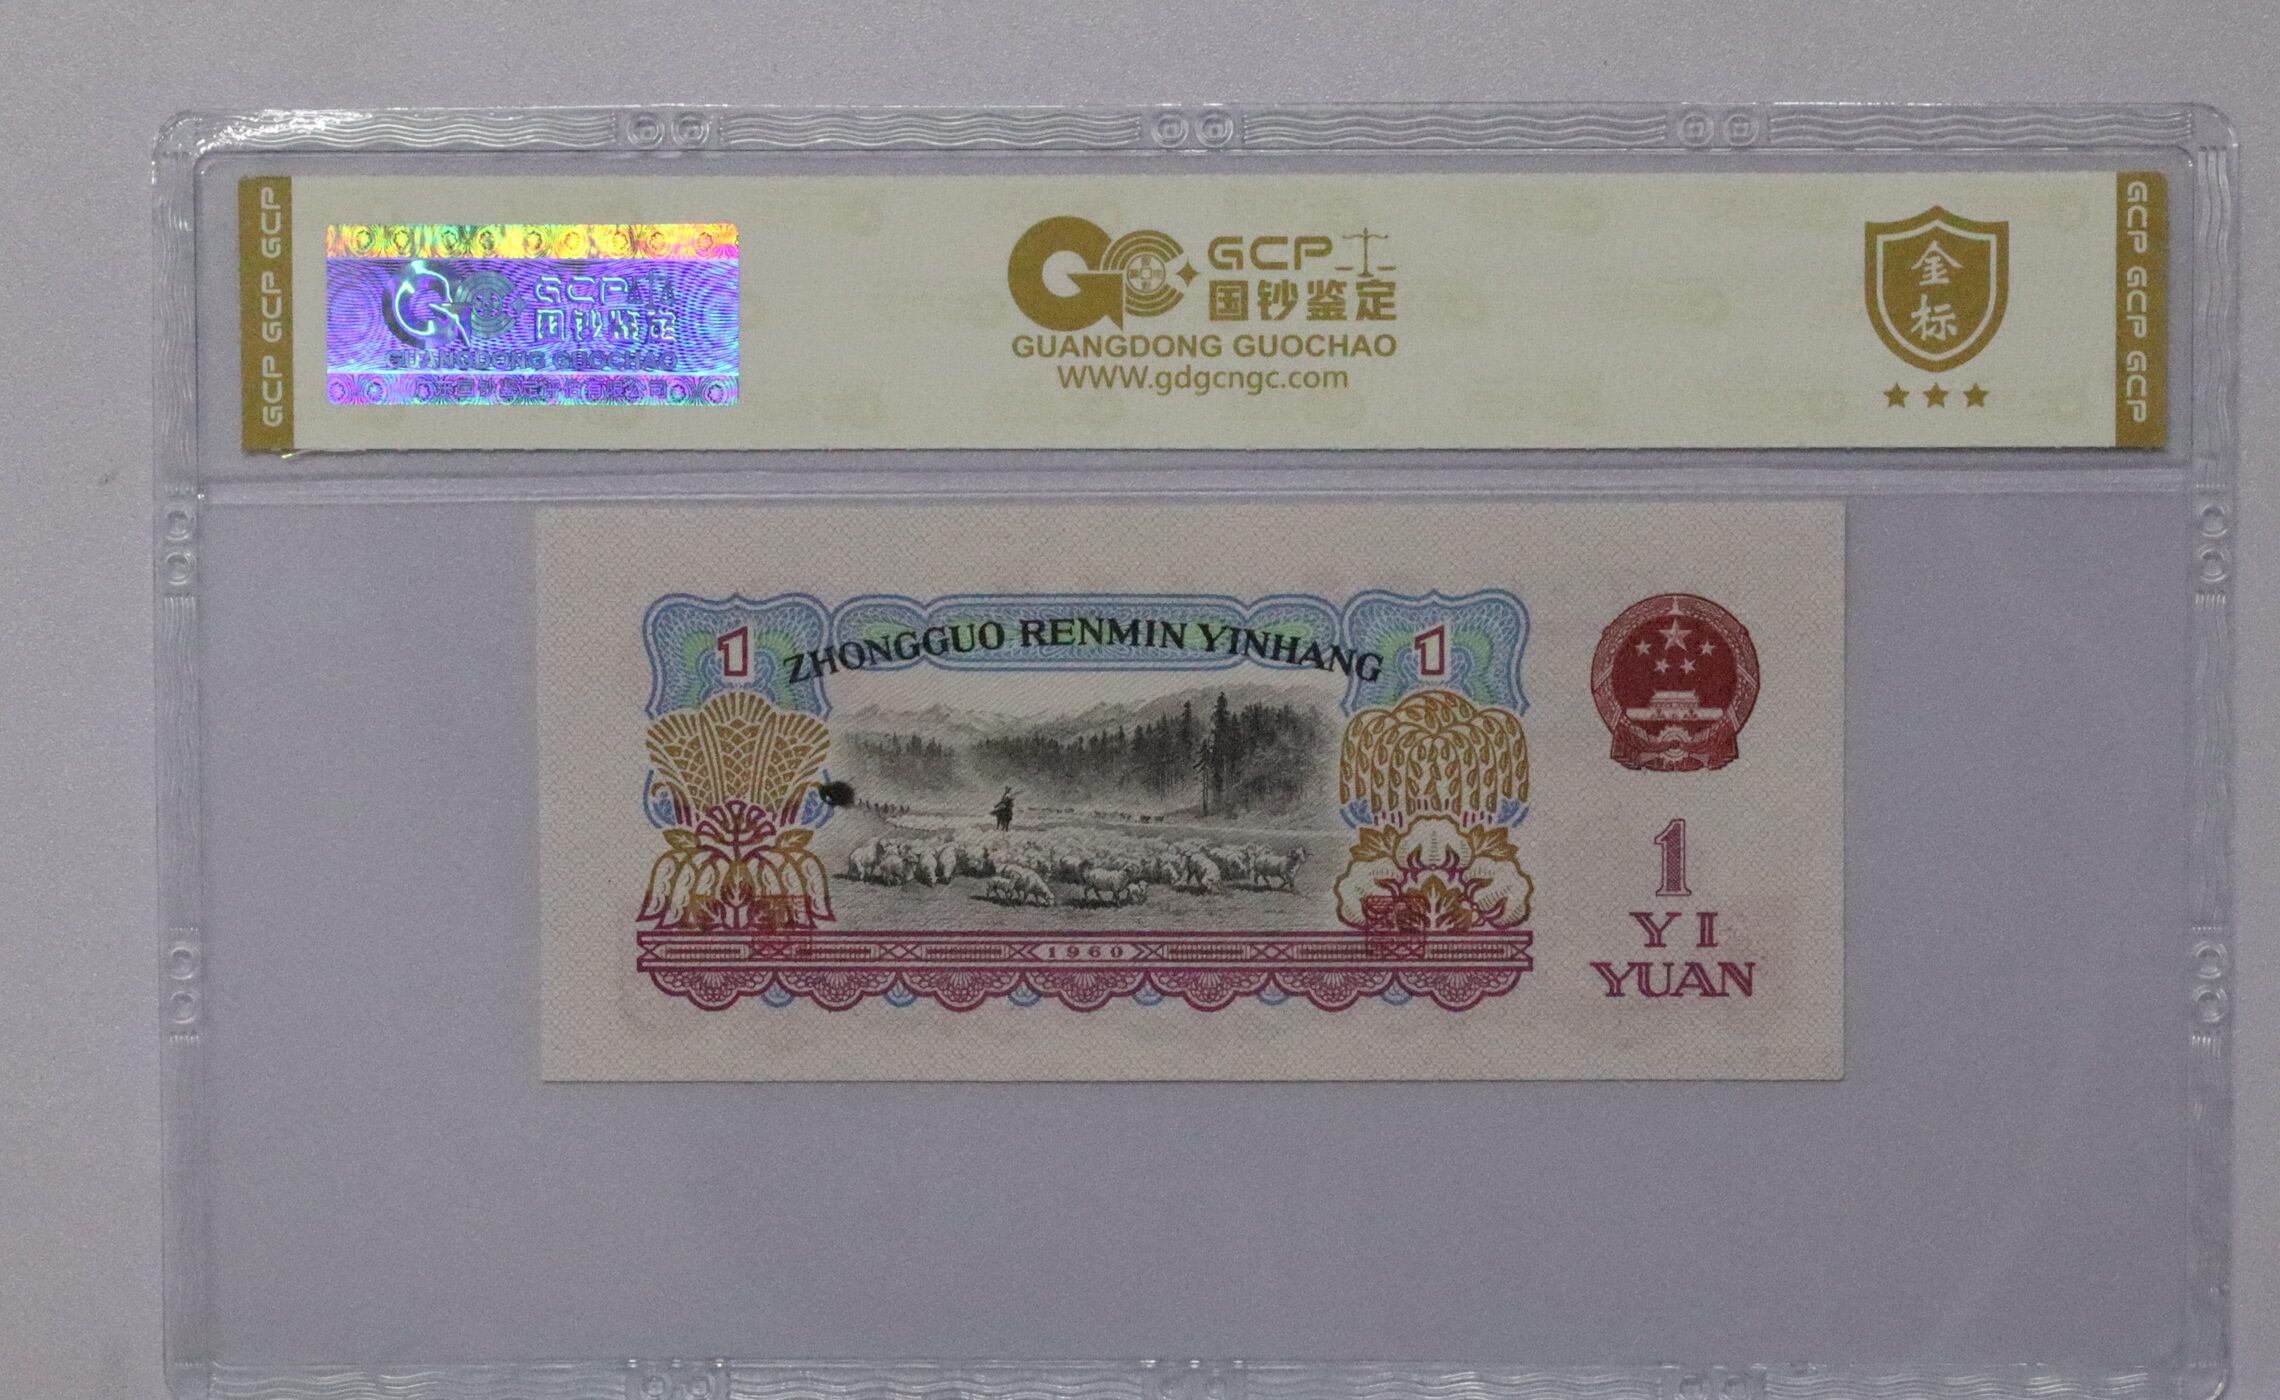 GCP GCP GCP
GCP
国钞鉴定
GUANGDONG GUOCHAO
GCP
国钞鉴定
GUANGDONG GUOCHAO
WWW.gdgcngc.com
金
标
GCP GCP GCP
1
ZHONGGUO RENMIN YINHANG
1
1960
1
YI
YUAN